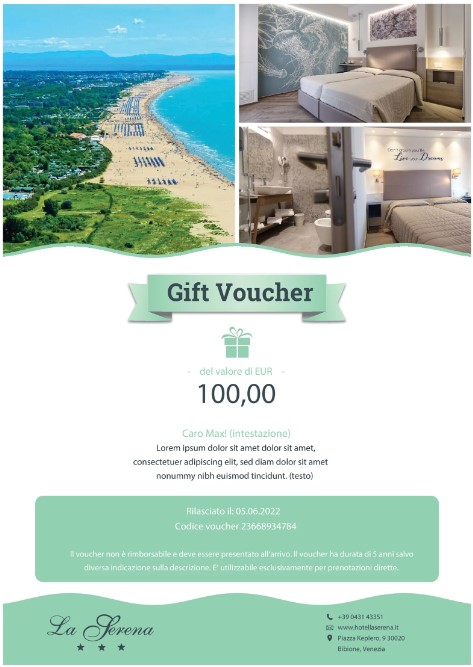 Live your Dreams
Gift Voucher
- del valore di EUR -
100,00
Caro Max! (intestazione)
Lorem ipsum dolor sit amet dolor sit amet,
consectetuer adipiscing elit, sed diam dolor sit amet
nonummy nibh euismod tincidunt. (testo)
Rilasciato il: 05.06.2022
Codice voucher 23668934784
Il voucher non è rimborsabile e deve essere presentato all'arrivo. Il voucher ha durata di 5 anni salvo
diversa indicazione sulla descrizione. E' utilizzabile esclusivamente per prenotazioni dirette.
La Serena
+39 0431 43351
www.hotellaserena.it
Piazza Keplero, 9 30020
Bibione, Venezia